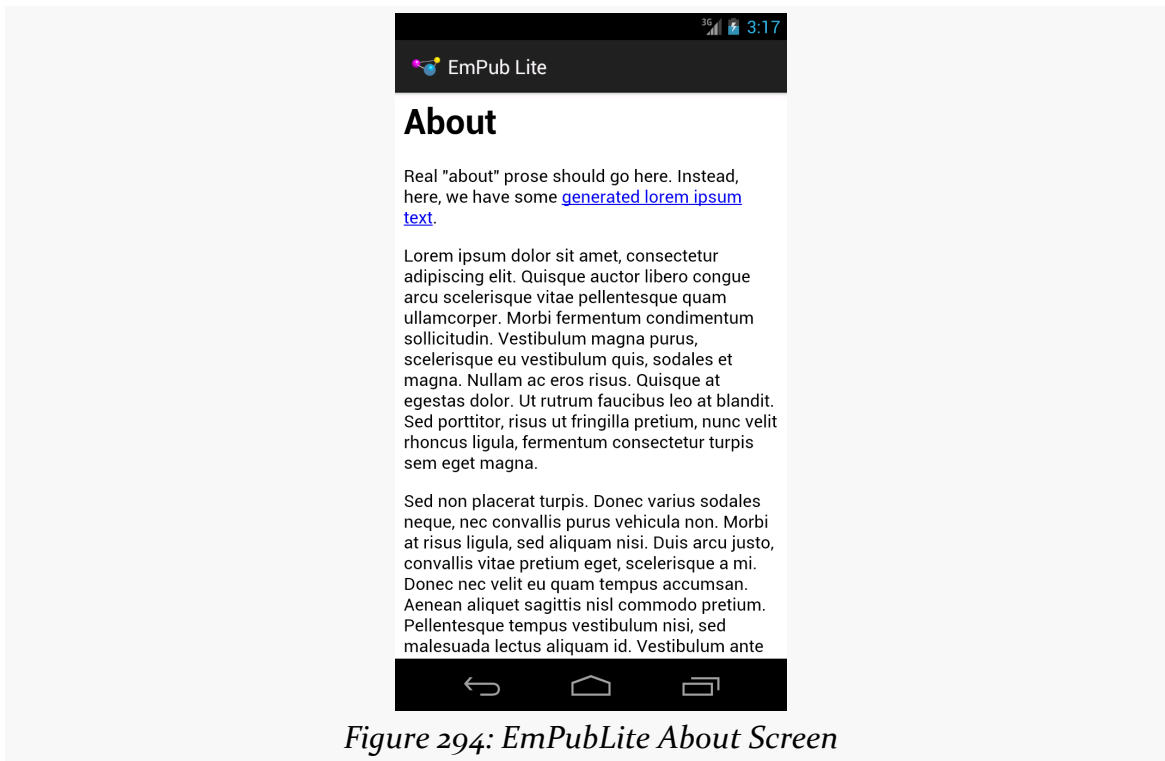 3G 3:17
EmPub Lite
About
Real "about" prose should go here. Instead,
here, we have some generated lorem ipsum
text.
Lorem ipsum dolor sit amet, consectetur
adipiscing elit. Quisque auctor libero congue
arcu scelerisque vitae pellentesque quam
ullamcorper. Morbi fermentum condimentum
sollicitudin. Vestibulum magna purus,
scelerisque eu vestibulum quis, sodales et
magna. Nullam ac eros risus. Quisque at
egestas dolor. Ut rutrum faucibus leo at blandit.
Sed porttitor, risus ut fringilla pretium, nunc velit
rhoncus ligula, fermentum consectetur turpis
sem eget magna.
Sed non placerat turpis. Donec varius sodales
neque, nec convallis purus vehicula non. Morbi
at risus ligula, sed aliquam nisi. Duis arcu justo,
convallis vitae pretium eget, scelerisque a mi.
Donec nec velit eu quam tempus accumsan.
Aenean aliquet sagittis nisl commodo pretium.
Pellentesque tempus vestibulum nisi, sed
malesuada lectus aliquam id. Vestibulum ante
Figure 294: EmPubLite About Screen